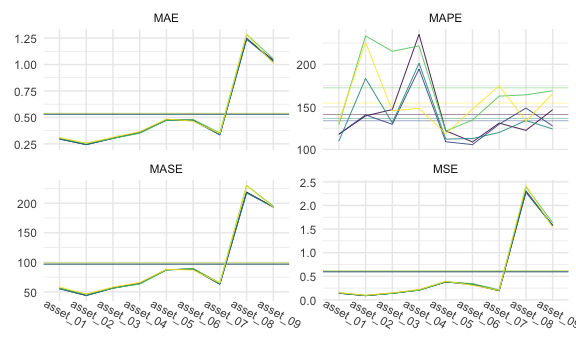 MAE
MAPE
1.25
1.00
0.75
0.50
0.25
200
150
100
MASE
MSE
200
150
100
50
2.5
2.0
1.5
1.0
0.5
0.0
asset_01
asset_02
asset_03
asset_04
asset_05
asset_06
asset_07
asset_08
asset_09
asset_01
asset_02
asset_03
asset_04
asset_05
asset_06
asset_07
asset_08
asset_09